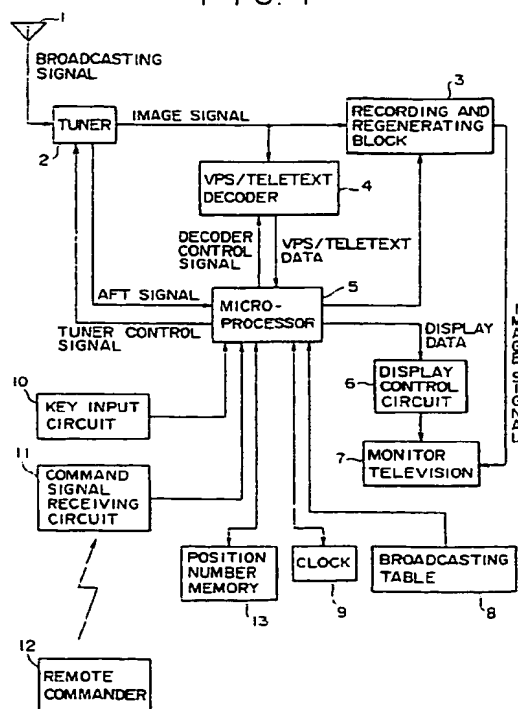 FIG. 1
1
BROADCASTING
SIGNAL
TUNER
2
IMAGE SIGNAL
3
RECORDING AND
REGENERATING
BLOCK
VPS/TELETEXT
DECODER
4
DECODER
CONTROL
SIGNAL
VPS/TELETEXT
DATA
5
AFT SIGNAL
MICRO-
PROCESSOR
TUNER CONTROL
SIGNAL
DISPLAY
DATA
IMAGE SIGNAL
6
DISPLAY
CONTROL
CIRCUIT
10
KEY INPUT
CIRCUIT
7
MONITOR
TELEVISION
11
COMMAND
SIGNAL
RECEIVING
CIRCUIT
POSITION
NUMBER
MEMORY
13
CLOCK
9
BROADCASTING
TABLE
8
12
REMOTE
COMMANDER